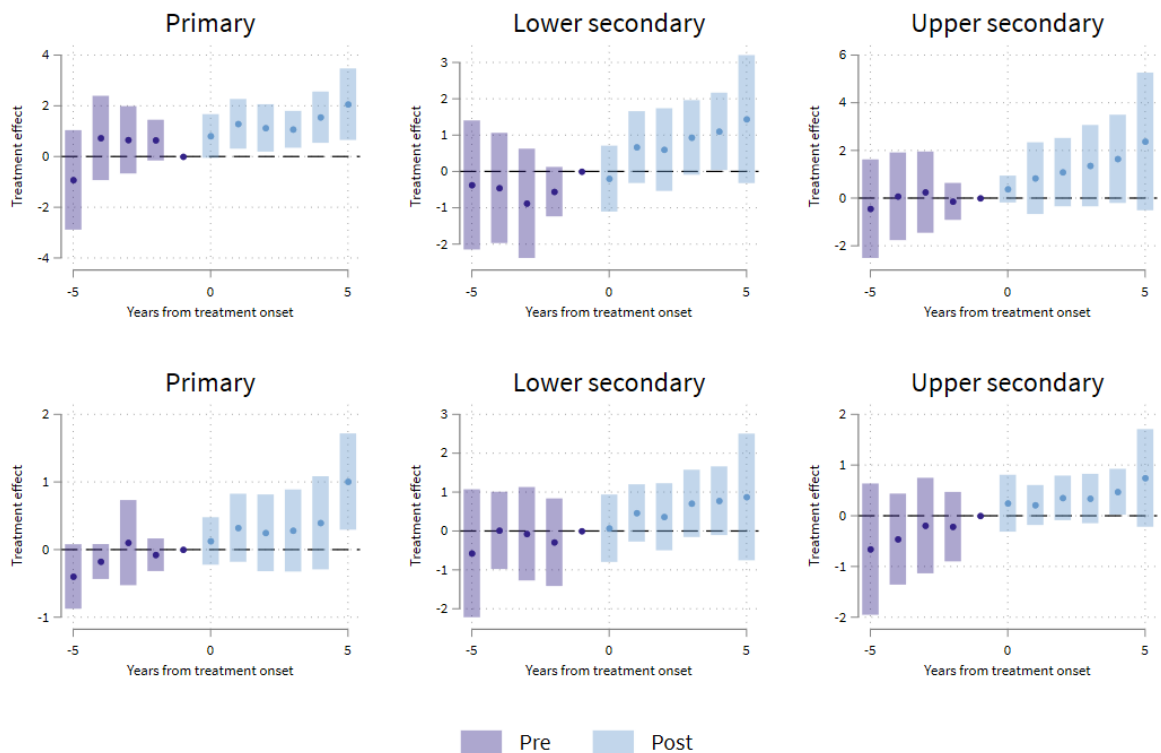 Primary
Lower secondary
Upper secondary
Treatment effect
4
2
0
-2
-4
-5
0
5
Years from treatment onset
Treatment effect
3
2
1
0
-1
-2
-5
0
5
Years from treatment onset
Treatment effect
6
4
2
0
-2
-5
0
5
Years from treatment onset
Primary
Lower secondary
Upper secondary
Treatment effect
2
1
0
-1
-5
0
5
Years from treatment onset
Treatment effect
3
2
1
0
-1
-2
-5
0
5
Years from treatment onset
Treatment effect
2
1
0
-1
-2
-5
0
5
Years from treatment onset
Pre
Post